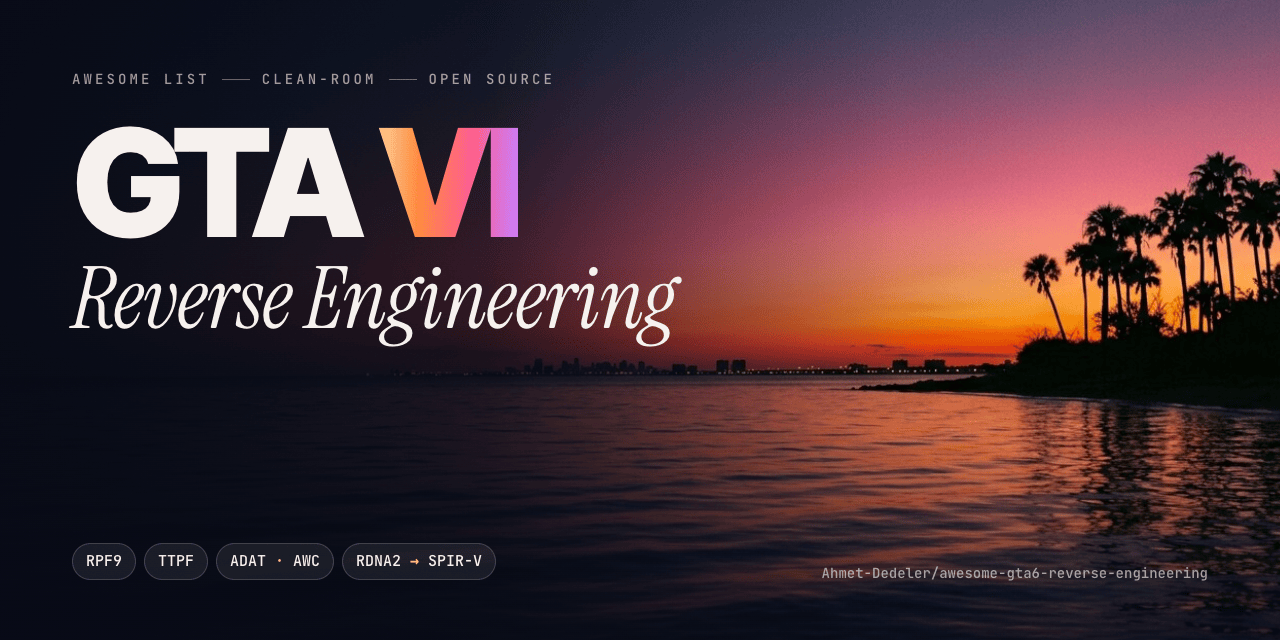 AWESOME LIST — CLEAN-ROOM — OPEN SOURCE
GTA VI
Reverse Engineering
RPF9 TTPF ADAT · AWC RDNA2 → SPIR-V
Ahmet-Dedeler/awesome-gta6-reverse-engineering